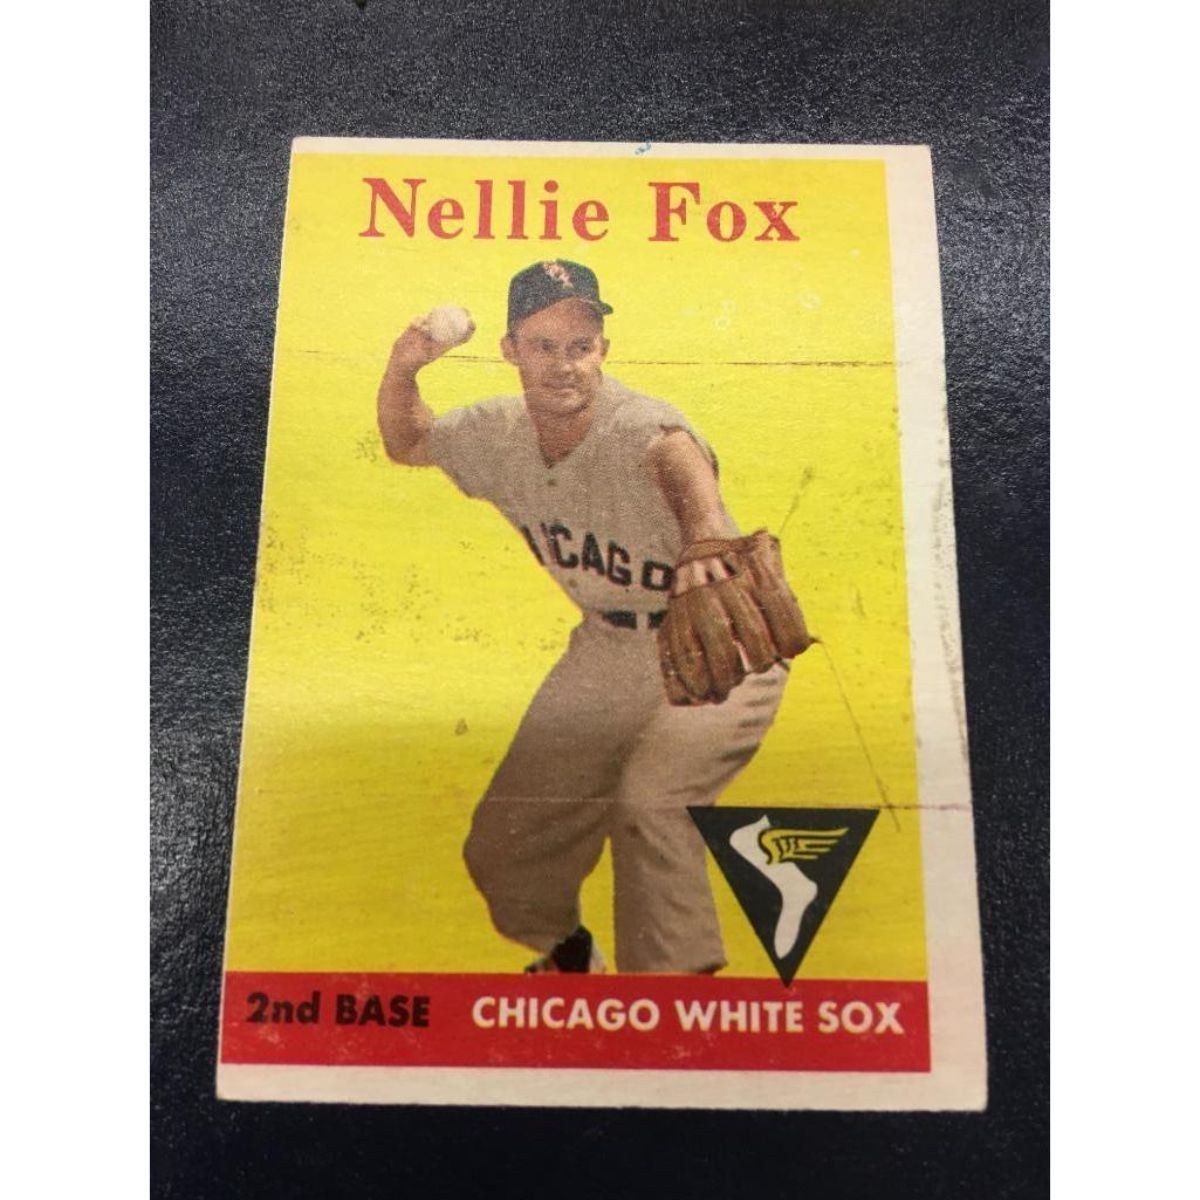 Nellie Fox
CHICAGO
2nd BASE CHICAGO WHITE SOX